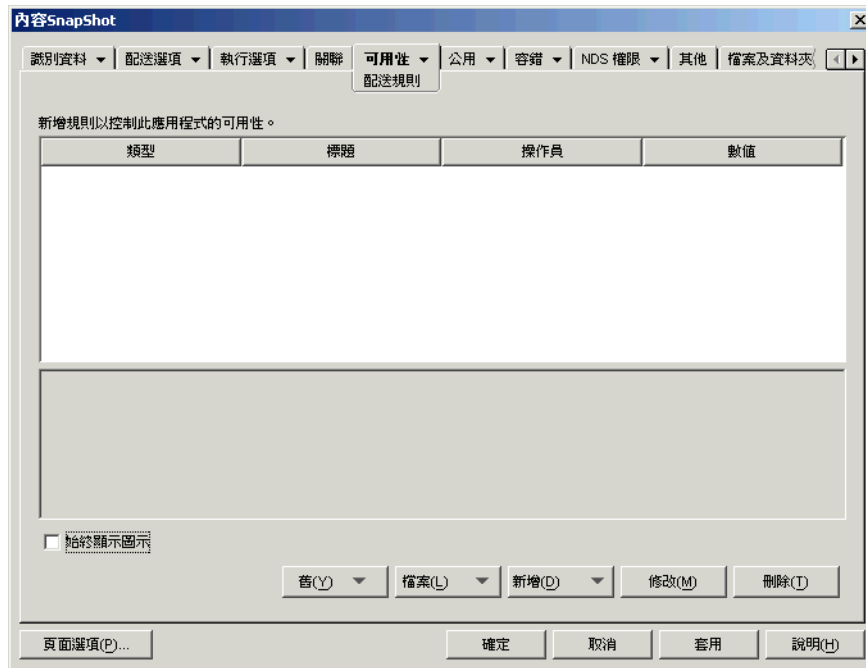 內容SnapShot
識別資料 配送選項 執行選項 關聯 可用性 公用 容錯 NDS 權限 其他 檔案及資料夾
配送規則
新增規則以控制此應用程式的可用性。
類型 標題 操作員 數值
始終顯示圖示
舊(Y) 檔案(L) 新增(D) 修改(M) 刪除(T)
頁面選項(P)... 確定 取消 套用 說明(H)